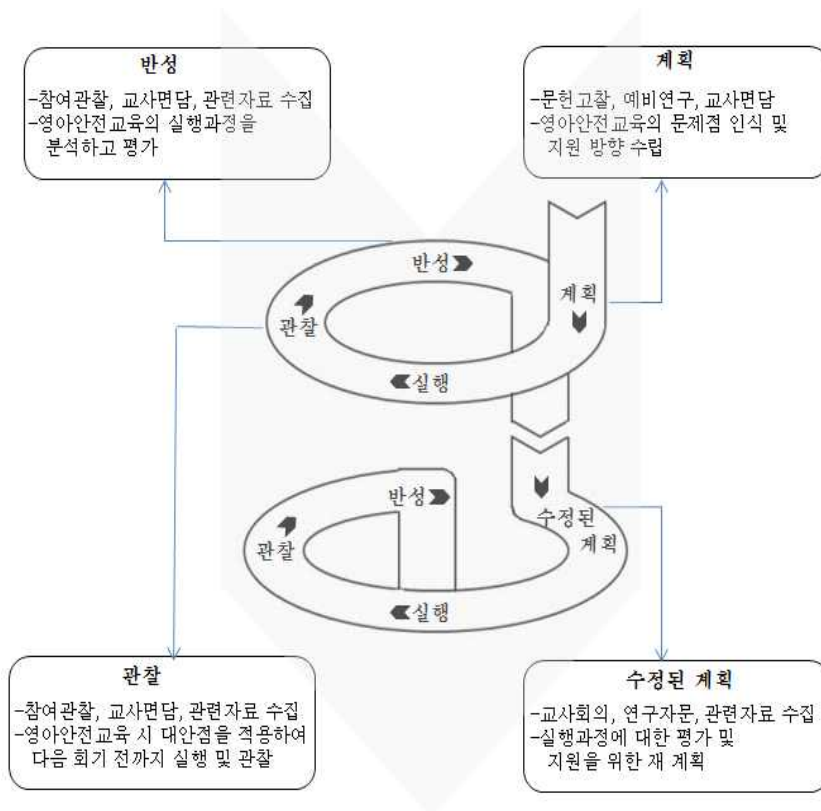 반성
-참여관찰, 교사면담, 관련자료 수집
-영아안전교육의 실행과정을
분석하고 평가
계획
-문헌고찰, 예비연구, 교사면담
-영아안전교육의 문제점 인식 및
지원 방향 수립
반성
계획
관찰
실행
반성
수정된
계획
관찰
실행
관찰
-참여관찰, 교사면담, 관련자료 수집
-영아안전교육 시 대안점을 적용하여
다음 회기 전까지 실행 및 관찰
수정된 계획
-교사회의, 연구자문, 관련자료 수집
-실행과정에 대한 평가 및
지원을 위한 재 계획